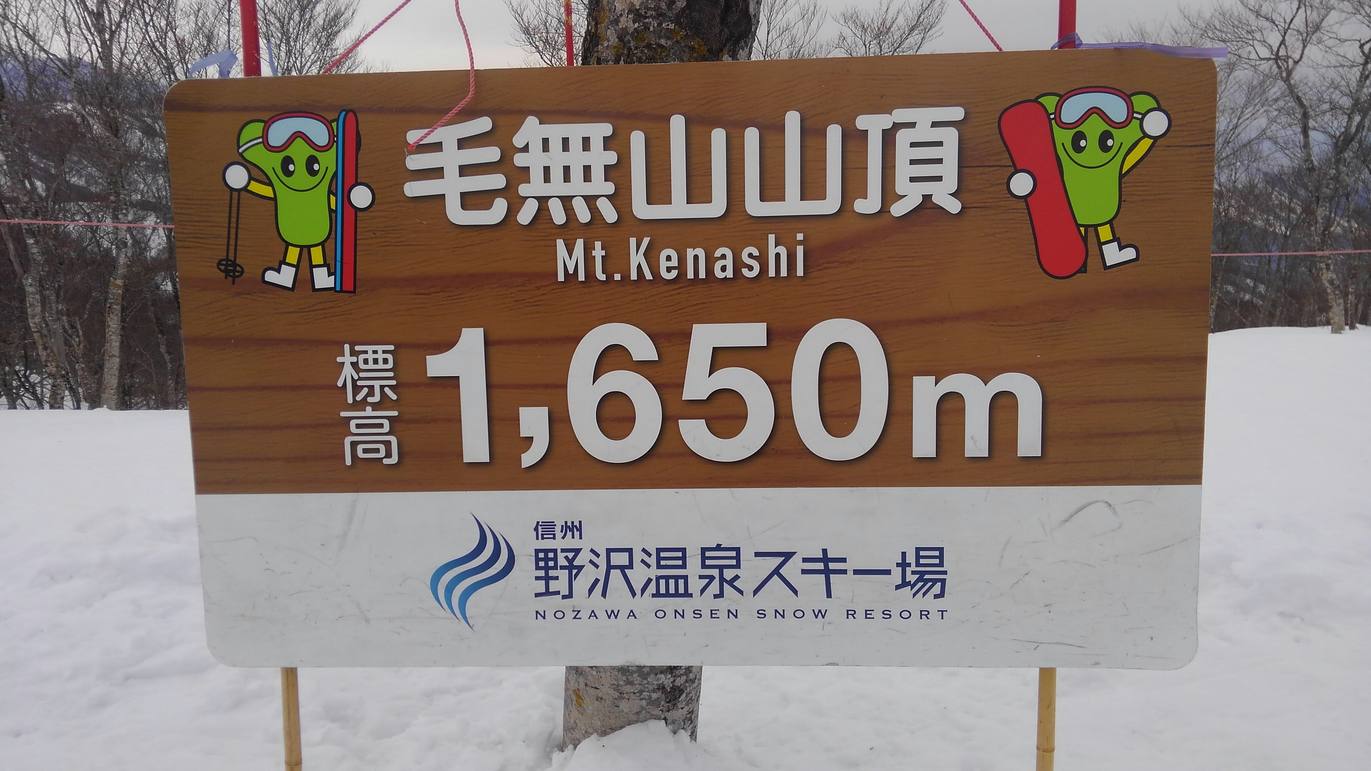 毛無山山頂
Mt.Kenashi
標高 1,650m
信州
野沢温泉スキー場
NOZAWA ONSEN SNOW RESORT